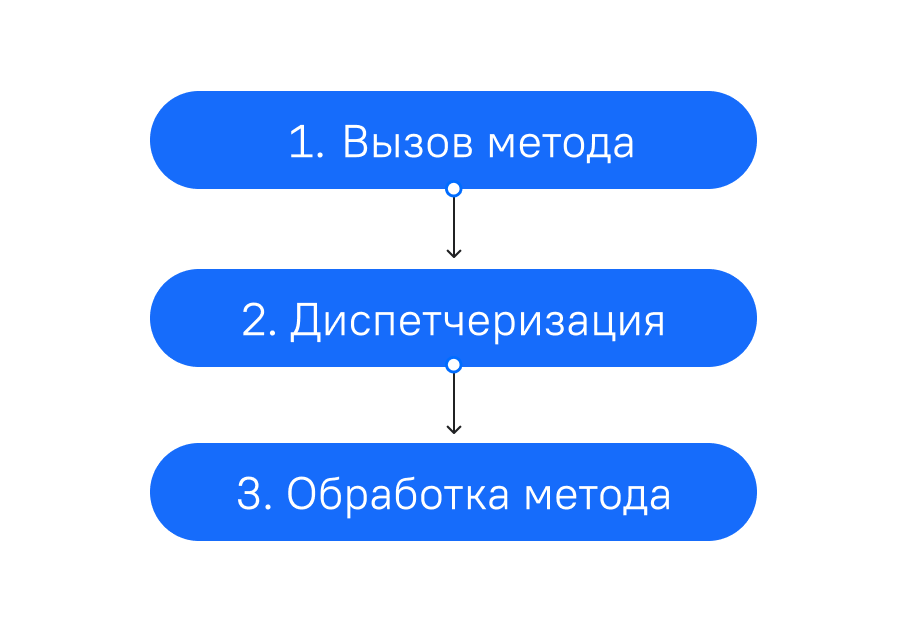 1. Вызов метода
2. Диспетчеризация
3. Обработка метода